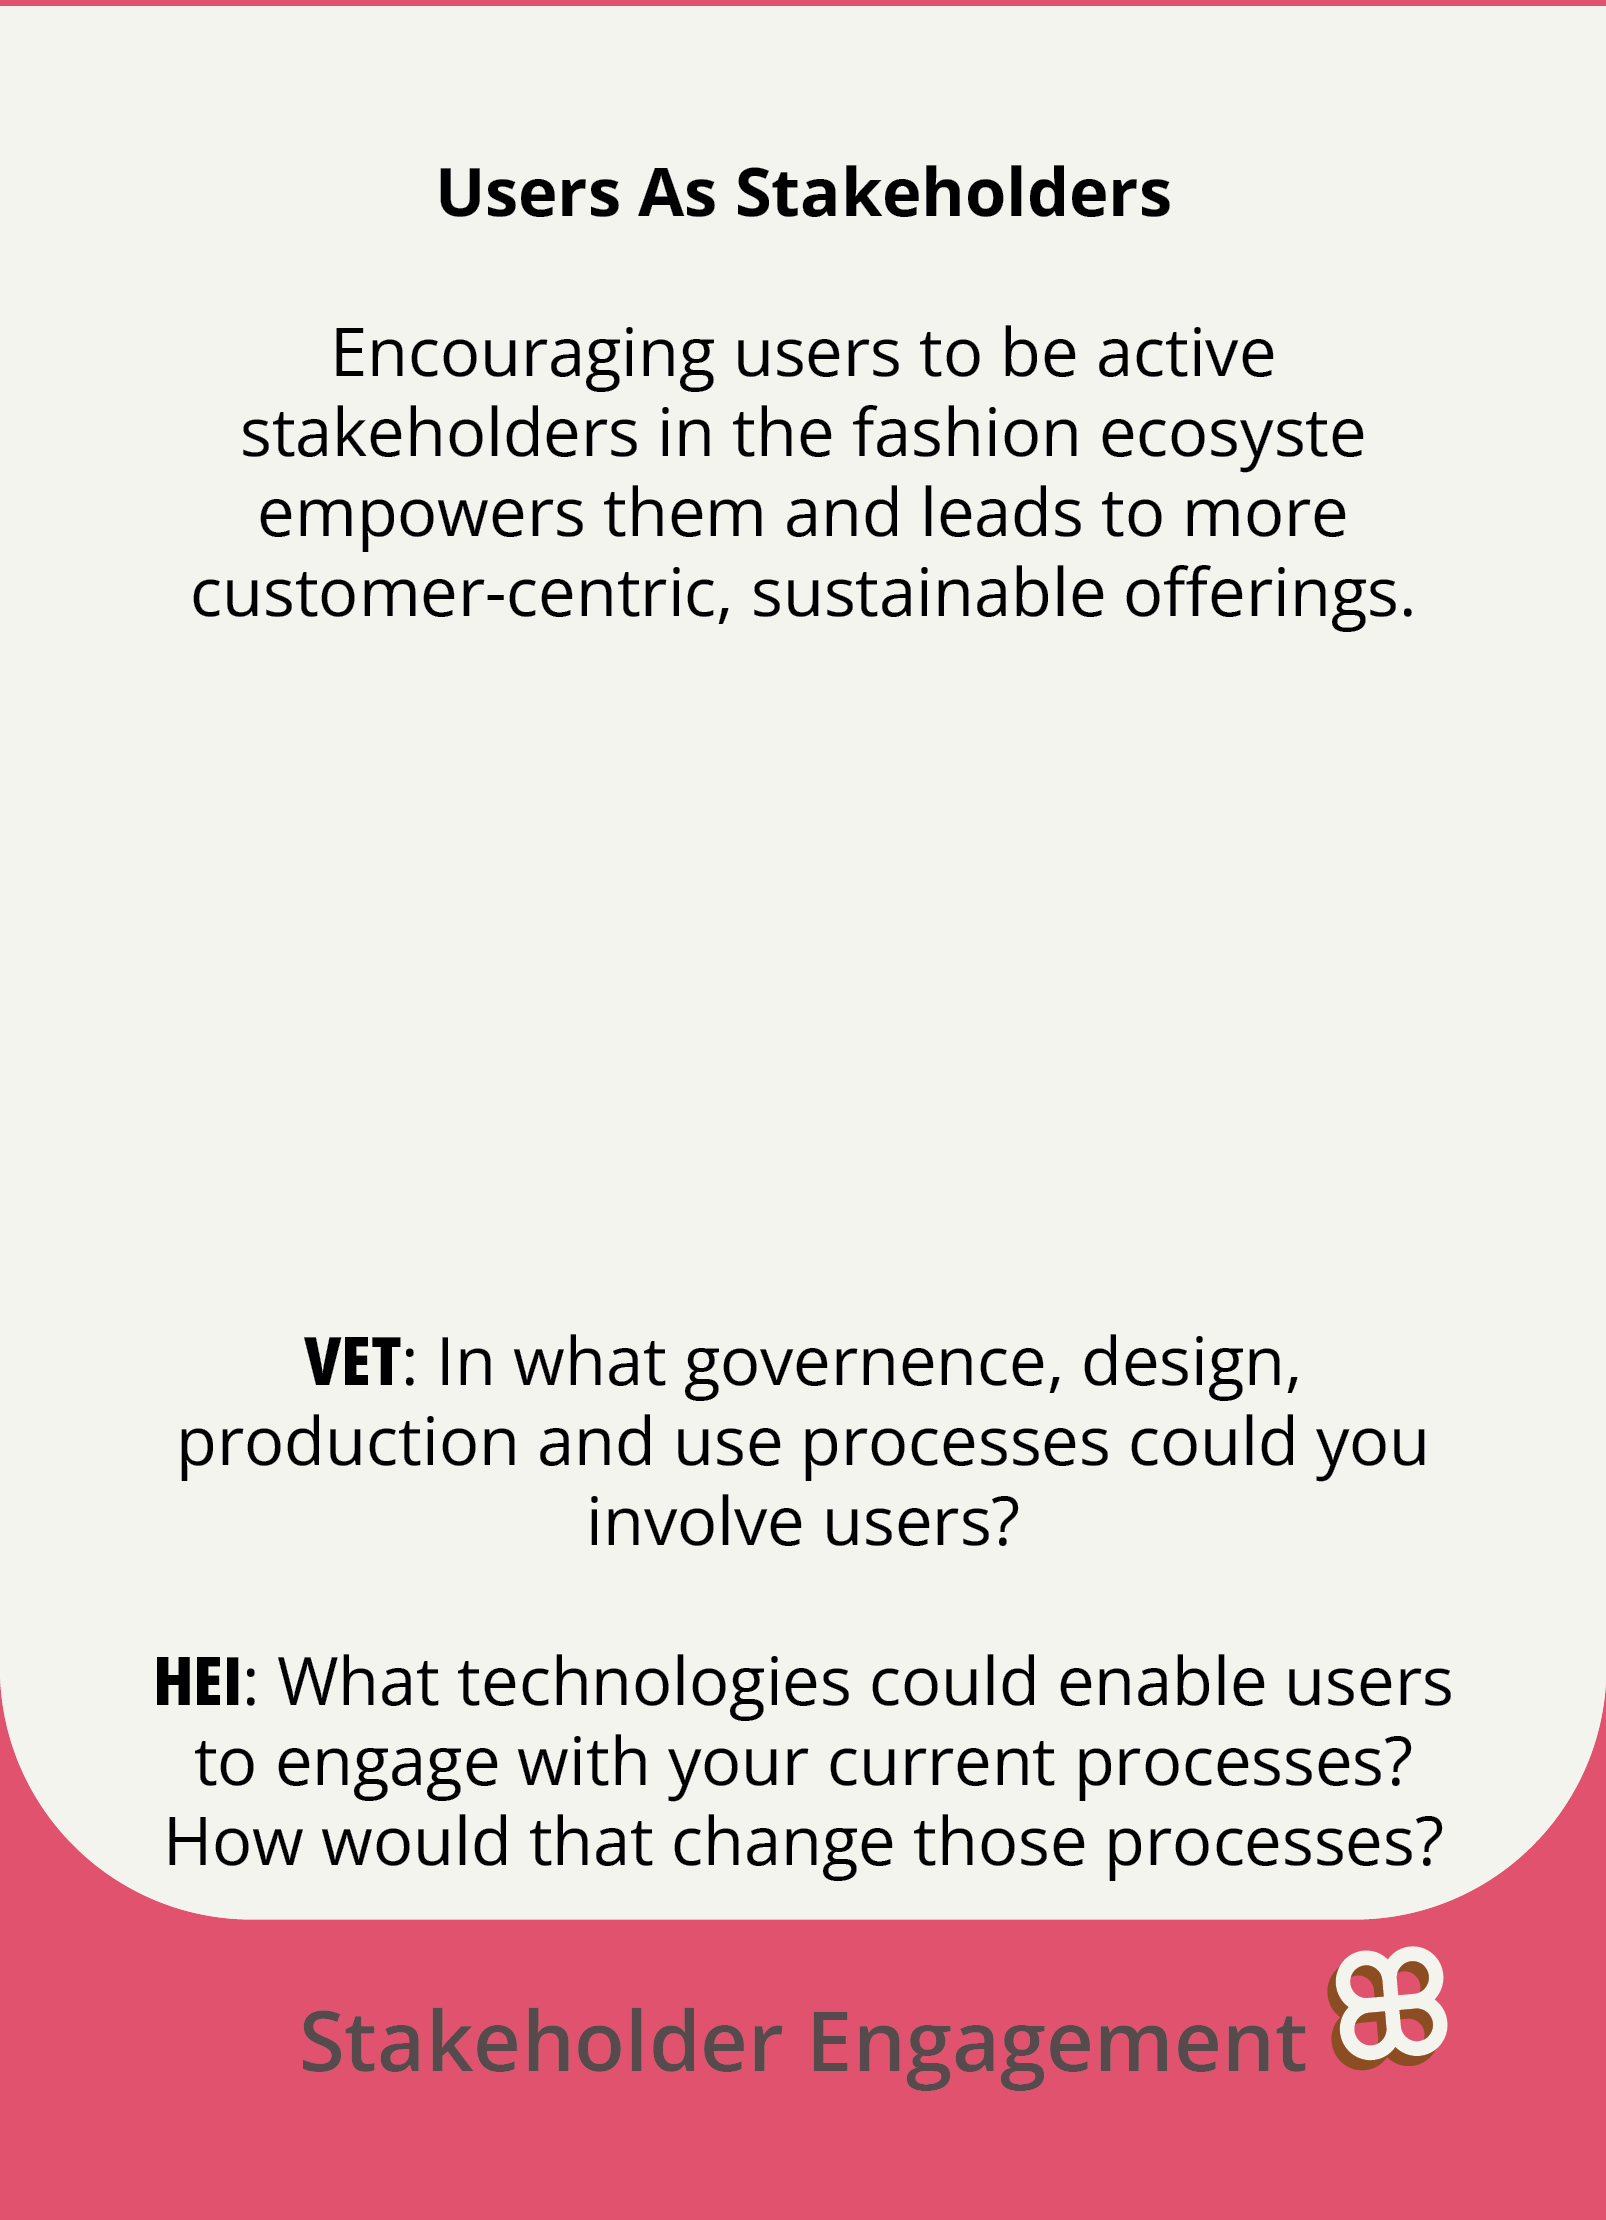 Users As Stakeholders
Encouraging users to be active
stakeholders in the fashion ecosyste
empowers them and leads to more
customer-centric, sustainable offerings.
VET: In what governence, design,
production and use processes could you
involve users?
HEI: What technologies could enable users
to engage with your current processes?
How would that change those processes?
Stakeholder Engagement